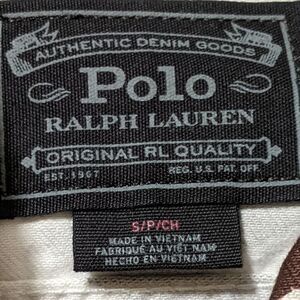 AUTHENTIC DENIM GOODS
Polo
RALPH LAUREN
ORIGINAL RL QUALITY
EST. 1967 REG. U.S. PAT. OFF.
S/P/CH
MADE IN VIETNAM
FABRIQUÉ AU VIÊT-NAM
HECHO EN VIETNAM